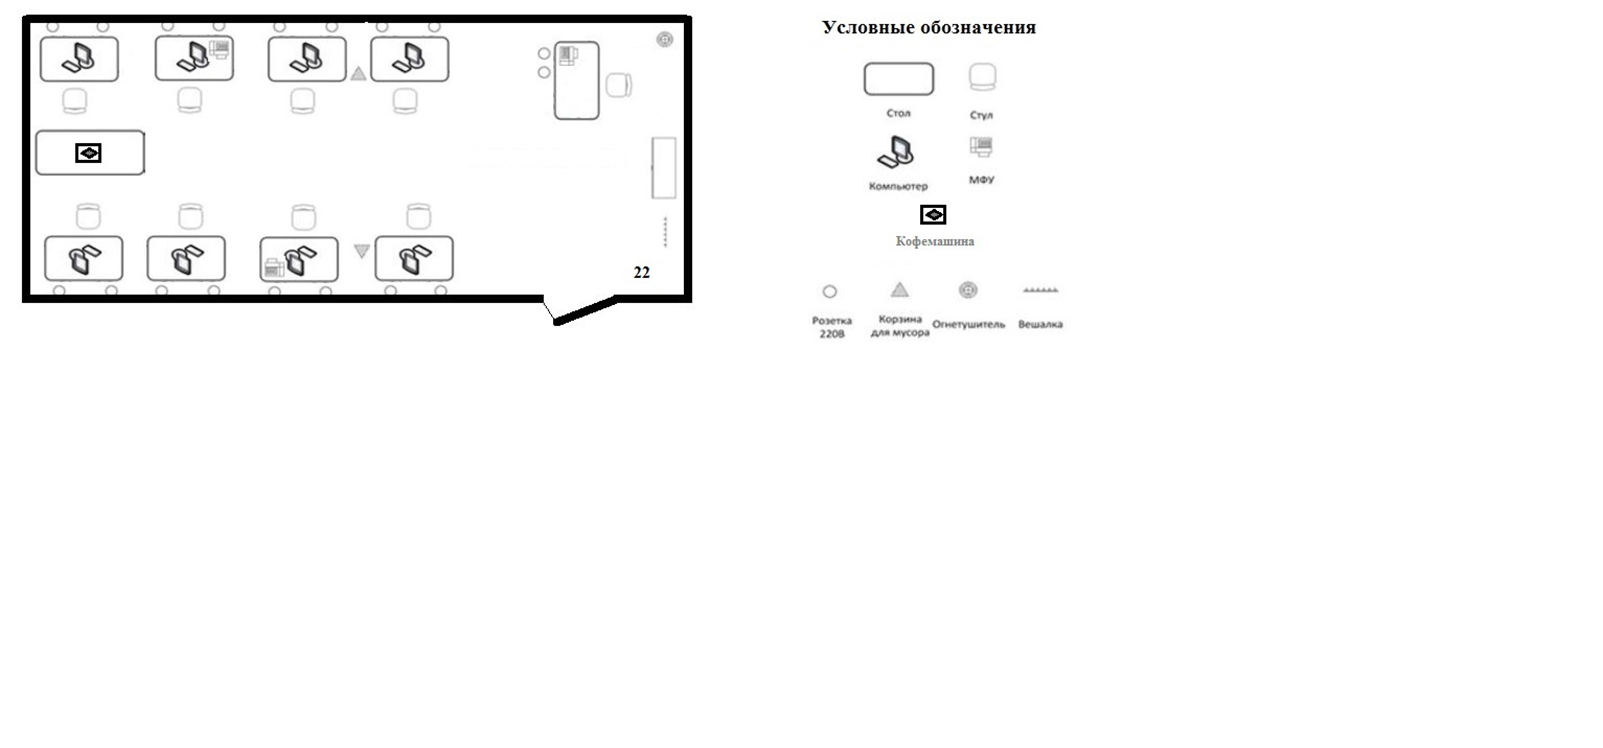 Условные обозначения
Стол
Стул
Компьютер
МФУ
Кофемашина
22
Розетка
220В
Корзина
для мусора
Огнетушитель
Вешалка